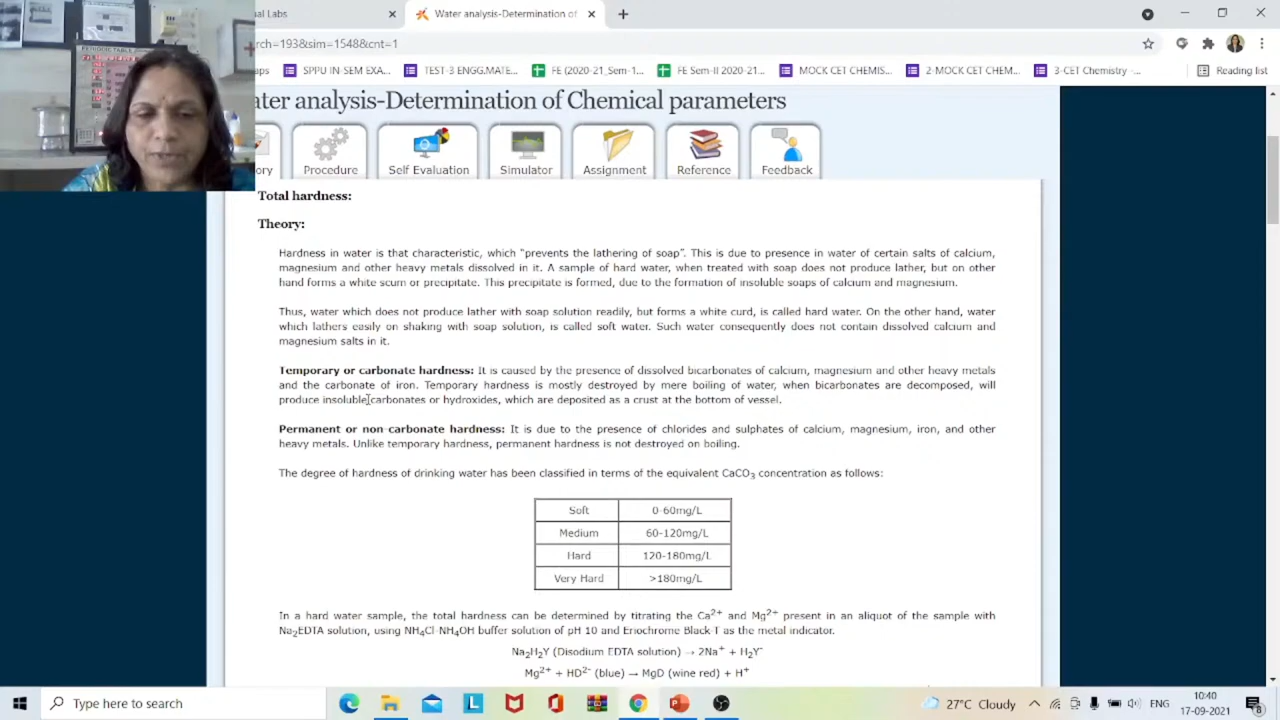 al Labs
Water analysis-Determination of
rch=193&sim=1548&cnt=1
aps
SPPU IN-SEM EXA...
TEST-3 ENGG.MATE...
FE (2020-21_Sem-1...
FE Sem-II 2020-21...
MOCK CET CHEMIS...
2-MOCK CET CHEM...
3-CET Chemistry -...
Reading list
PERIODIC TABLE
ater analysis-Determination of Chemical parameters
ory
Procedure
Self Evaluation
Simulator
Assignment
Reference
Feedback
Total hardness:
Theory:
Hardness in water is that characteristic, which “prevents the lathering of soap”. This is due to presence in water of certain salts of calcium,
magnesium and other heavy metals dissolved in it. A sample of hard water, when treated with soap does not produce lather, but on other
hand forms a white scum or precipitate. This precipitate is formed, due to the formation of insoluble soaps of calcium and magnesium.
Thus, water which does not produce lather with soap solution readily, but forms a white curd, is called hard water. On the other hand, water
which lathers easily on shaking with soap solution, is called soft water. Such water consequently does not contain dissolved calcium and
magnesium salts in it.
Temporary or carbonate hardness: It is caused by the presence of dissolved bicarbonates of calcium, magnesium and other heavy metals
and the carbonate of iron. Temporary hardness is mostly destroyed by mere boiling of water, when bicarbonates are decomposed, will
produce insoluble carbonates or hydroxides, which are deposited as a crust at the bottom of vessel.
Permanent or non-carbonate hardness: It is due to the presence of chlorides and sulphates of calcium, magnesium, iron, and other
heavy metals. Unlike temporary hardness, permanent hardness is not destroyed on boiling.
The degree of hardness of drinking water has been classified in terms of the equivalent CaCO₃ concentration as follows:
Soft 0-60mg/L
Medium 60-120mg/L
Hard 120-180mg/L
Very Hard >180mg/L
In a hard water sample, the total hardness can be determined by titrating the Ca²⁺ and Mg²⁺ present in an aliquot of the sample with
Na₂EDTA solution, using NH₄Cl-NH₄OH buffer solution of pH 10 and Eriochrome Black-T as the metal indicator.
Na₂H₂Y (Disodium EDTA solution) → 2Na⁺ + H₂Y⁻
Mg²⁺ + HD²⁻ (blue) → MgD (wine red) + H⁺
Type here to search
27°C Cloudy
ENG
10:40
17-09-2021
8